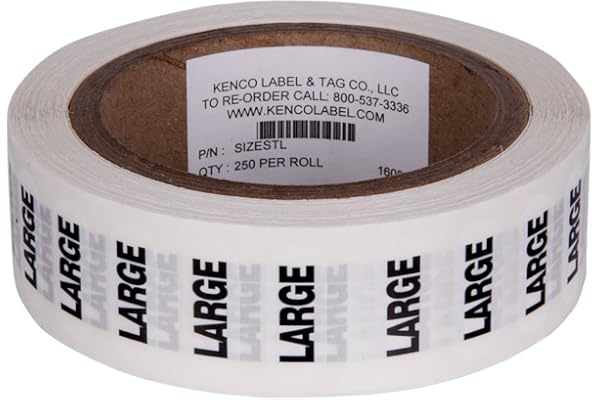 KENCO LABEL & TAG CO., LLC
TO RE-ORDER CALL: 800-537-3336
WWW.KENCOLABEL.COM
P/N : SIZESTL
QTY : 250 PER ROLL
LARGE
LARGE
LARGE
LARGE
LARGE
LARGE
LARGE
LARGE
LARGE